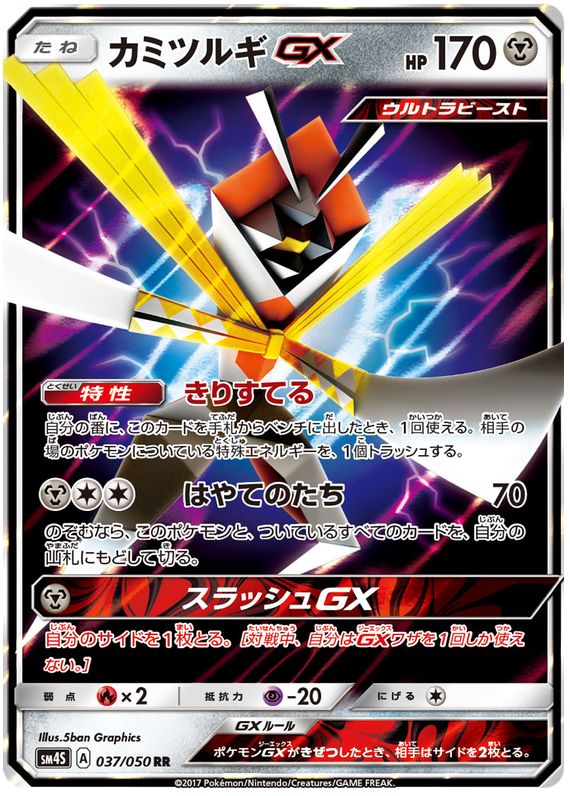 たね カミツルギGX HP 170
ウルトラビースト
とくせい 特性 きりすてる
自分の番に、このカードを手札からベンチに出したとき、1回使える。相手の
場のポケモンについている特殊エネルギーを、1個トラッシュする。
はやてのたち 70
のぞむなら、このポケモンと、ついているすべてのカードを、自分の
山札にもどして切る。
スラッシュGX
自分のサイドを1枚とる。[対戦中、自分はGXワザを1回しか使え
ない。]
弱点 ×2 抵抗力 -20 にげる
Illus.5ban Graphics
GXルール
SM4S A 037/050 RR
ポケモンGXがきぜつしたとき、相手はサイドを2枚とる。
©2017 Pokémon/Nintendo/Creatures/GAME FREAK.